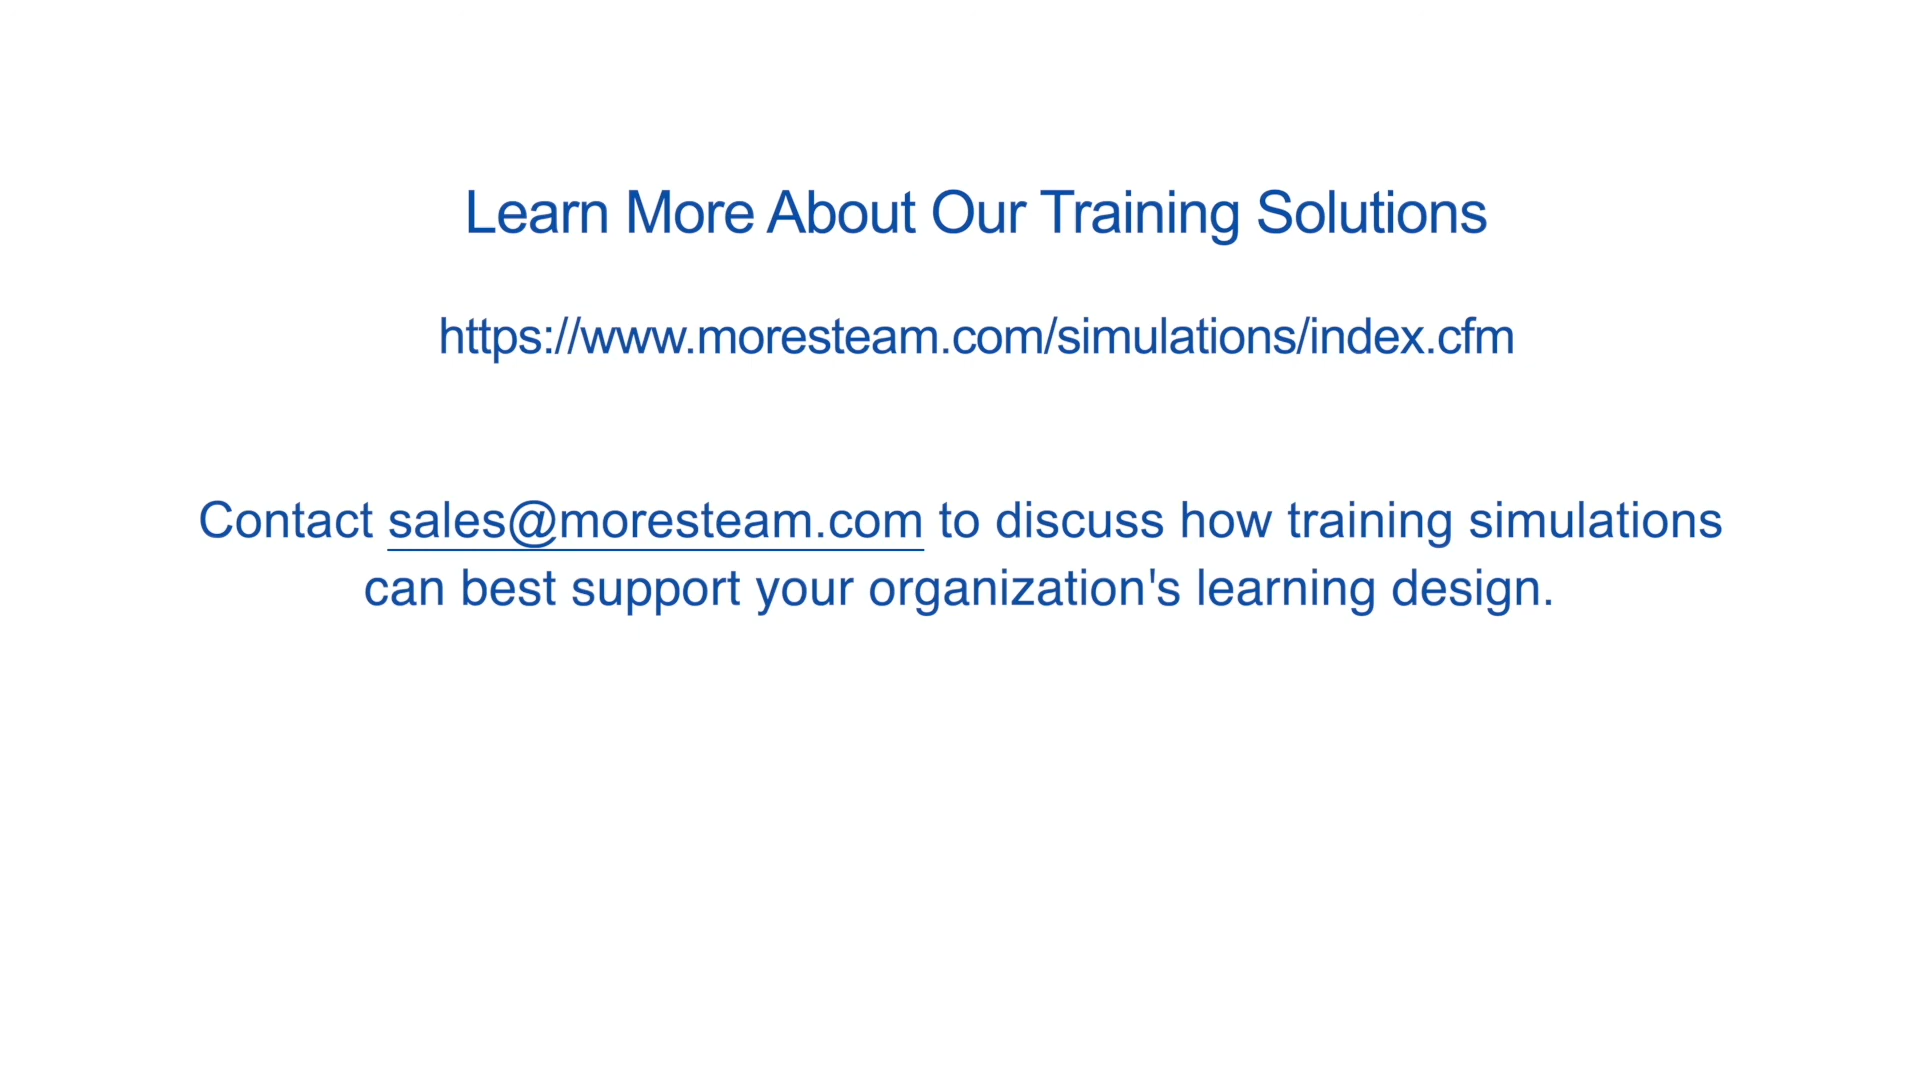 Learn More About Our Training Solutions
https://www.moresteam.com/simulations/index.cfm
Contact sales@moresteam.com to discuss how training simulations
can best support your organization's learning design.